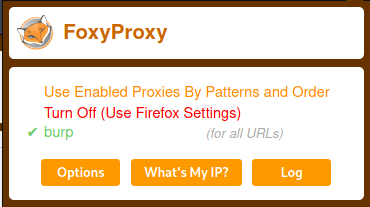 FoxyProxy
Use Enabled Proxies By Patterns and Order
Turn Off (Use Firefox Settings)
✔ burp (for all URLs)
Options What's My IP? Log